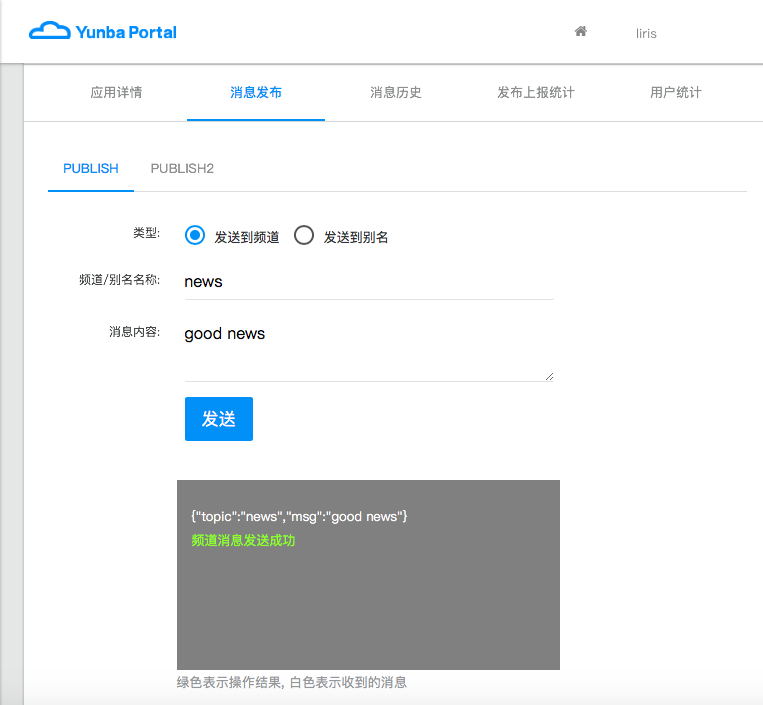 Yunba Portal
liris
应用详情 消息发布 消息历史 发布上报统计 用户统计
PUBLISH PUBLISH2
类型: 发送到频道 发送到别名
频道/别名名称: news
消息内容: good news
发送
{"topic":"news","msg":"good news"}
频道消息发送成功
绿色表示操作结果, 白色表示收到的消息